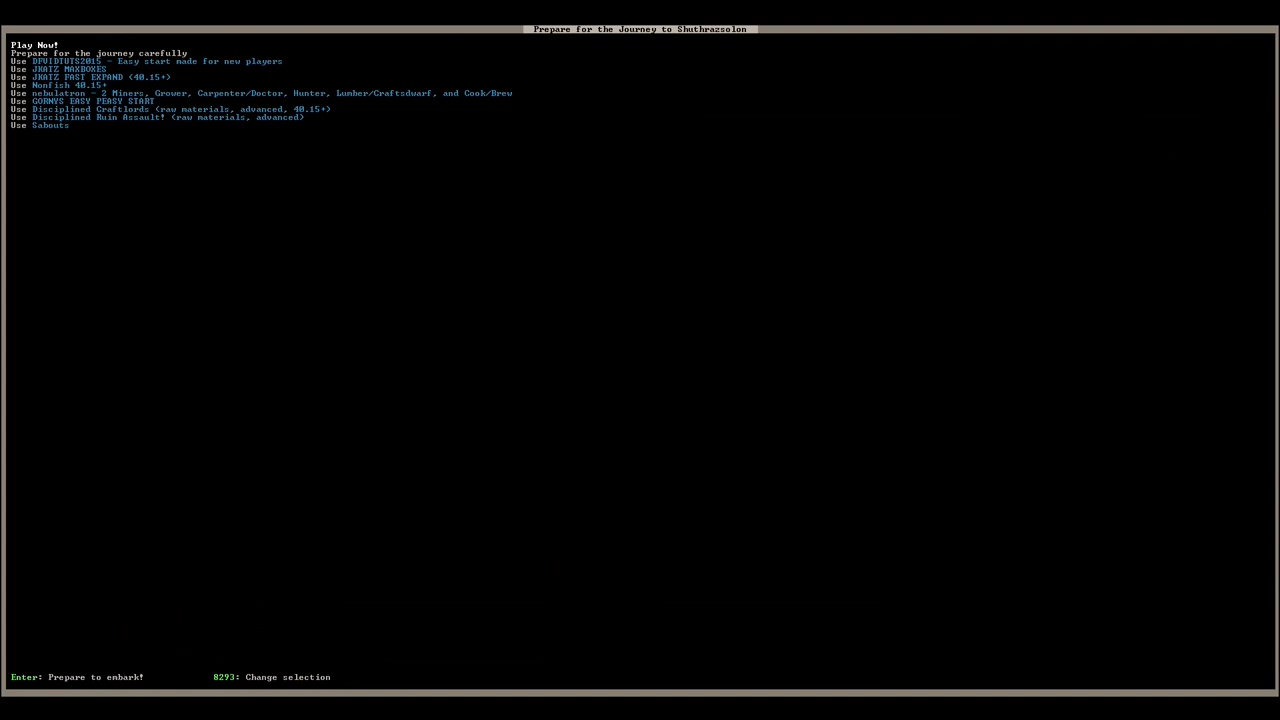 Prepare for the Journey to Shuthrazsolon
Play Now!
Prepare for the journey carefully
Use DFVIDTUTS2015 - Easy start made for new players
Use JKATZ MAXBOXES
Use JKATZ FAST EXPAND (40.15+)
Use Nonfish 40.15+
Use nebulatron - 2 Miners, Grower, Carpenter/Doctor, Hunter, Lumber/Craftsdwarf, and Cook/Brew
Use GORNYS EASY PEASY START
Use Disciplined Craftlords (raw materials, advanced, 40.15+)
Use Disciplined Ruin Assault! (raw materials, advanced)
Use Sabouts
Enter: Prepare to embark! 8293: Change selection